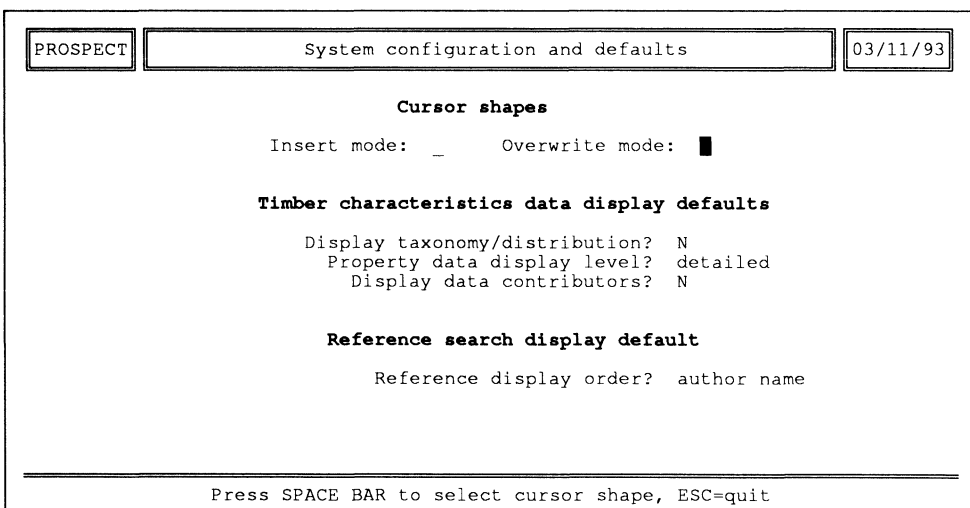 PROSPECT System configuration and defaults 03/11/93
Cursor shapes
Insert mode: _ Overwrite mode: █
Timber characteristics data display defaults
Display taxonomy/distribution? N
Property data display level? detailed
Display data contributors? N
Reference search display default
Reference display order? author name
Press SPACE BAR to select cursor shape, ESC=quit